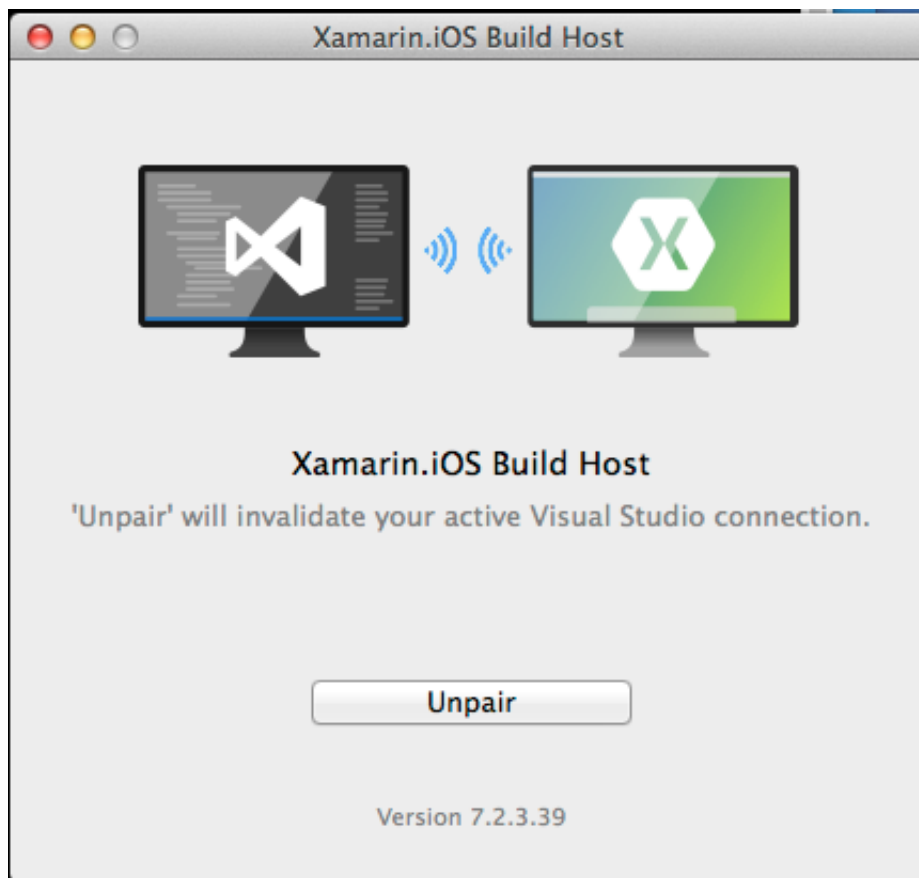 Xamarin.iOS Build Host
Xamarin.iOS Build Host
'Unpair' will invalidate your active Visual Studio connection.
Unpair
Version 7.2.3.39